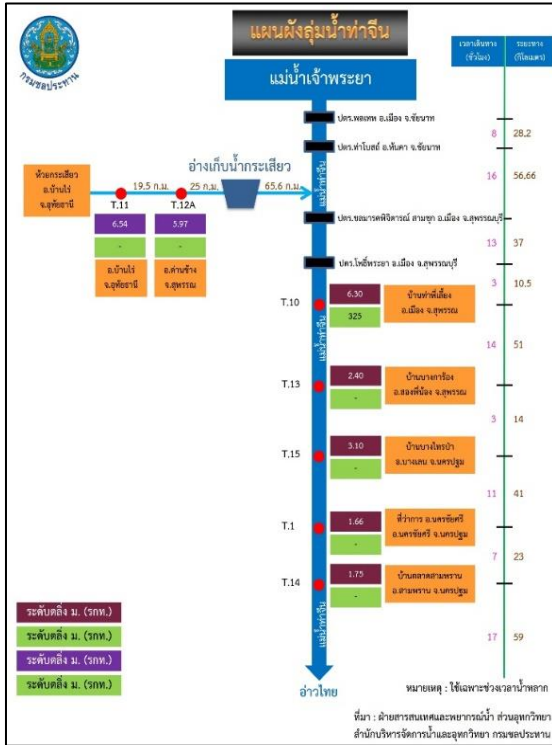 แผนผังลุ่มน้ำท่าจีน
กรมชลประทาน
แม่น้ำเจ้าพระยา
เวลาเดินทาง
(ชั่วโมง)
ระยะทาง
(กิโลเมตร)
ปตร.พลเทพ อ.เมือง จ.ชัยนาท
8 28.2
ปตร.ท่าโบสถ์ อ.หันคา จ.ชัยนาท
16 56.66
อ่างเก็บน้ำกระเสียว
ห้วยกระเสียว
อ.บ้านไร่
จ.อุทัยธานี
19.5 ก.ม.
25 ก.ม.
65.6 ก.ม.
T.11
T.12A
แม่น้ำท่าจีน
6.54
-
อ.บ้านไร่
จ.อุทัยธานี
5.97
-
อ.ด่านช้าง
จ.สุพรรณ
ปตร.ชลมารคพิจิตารณ์ สามชุก อ.เมือง จ.สุพรรณบุรี
13 37
ปตร.โพธิ์พระยา อ.เมือง จ.สุพรรณบุรี
3 10.5
T.10
6.30
325
บ้านท่าพี่เลี้ยง
อ.เมือง จ.สุพรรณ
แม่น้ำท่าจีน
14 51
T.13
2.40
-
บ้านบางการ้อง
อ.สองพี่น้อง จ.สุพรรณ
3 14
T.15
3.10
-
บ้านบางไทรป่า
อ.บางเลน จ.นครปฐม
11 41
T.1
1.66
-
ที่ว่าการ อ.นครชัยศรี
อ.นครชัยศรี จ.นครปฐม
7 23
T.14
1.75
-
บ้านตลาดสามพราน
อ.สามพราน จ.นครปฐม
แม่น้ำท่าจีน
17 59
ระดับตลิ่ง ม. (รทก.)
ระดับตลิ่ง ม. (รทก.)
ระดับตลิ่ง ม. (รทก.)
ระดับตลิ่ง ม. (รทก.)
อ่าวไทย
หมายเหตุ : ใช้เฉพาะช่วงเวลาน้ำหลาก
ที่มา : ฝ่ายสารสนเทศและพยากรณ์น้ำ ส่วนอุทกวิทยา
สำนักบริหารจัดการน้ำและอุทกวิทยา กรมชลประทาน